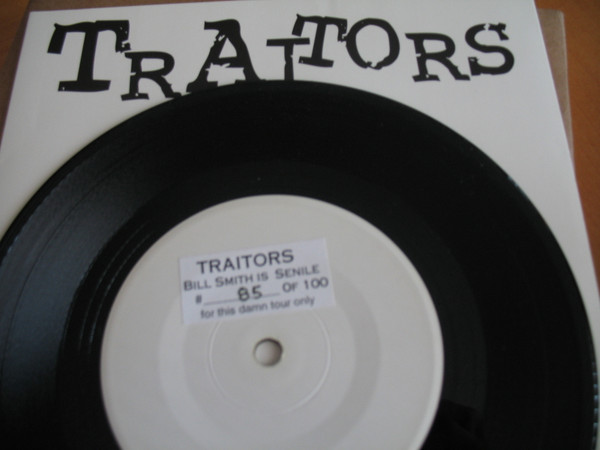 TRAITORS
TRAITORS
BILL SMITH IS SENILE
# 85 OF 100
for this damn tour only